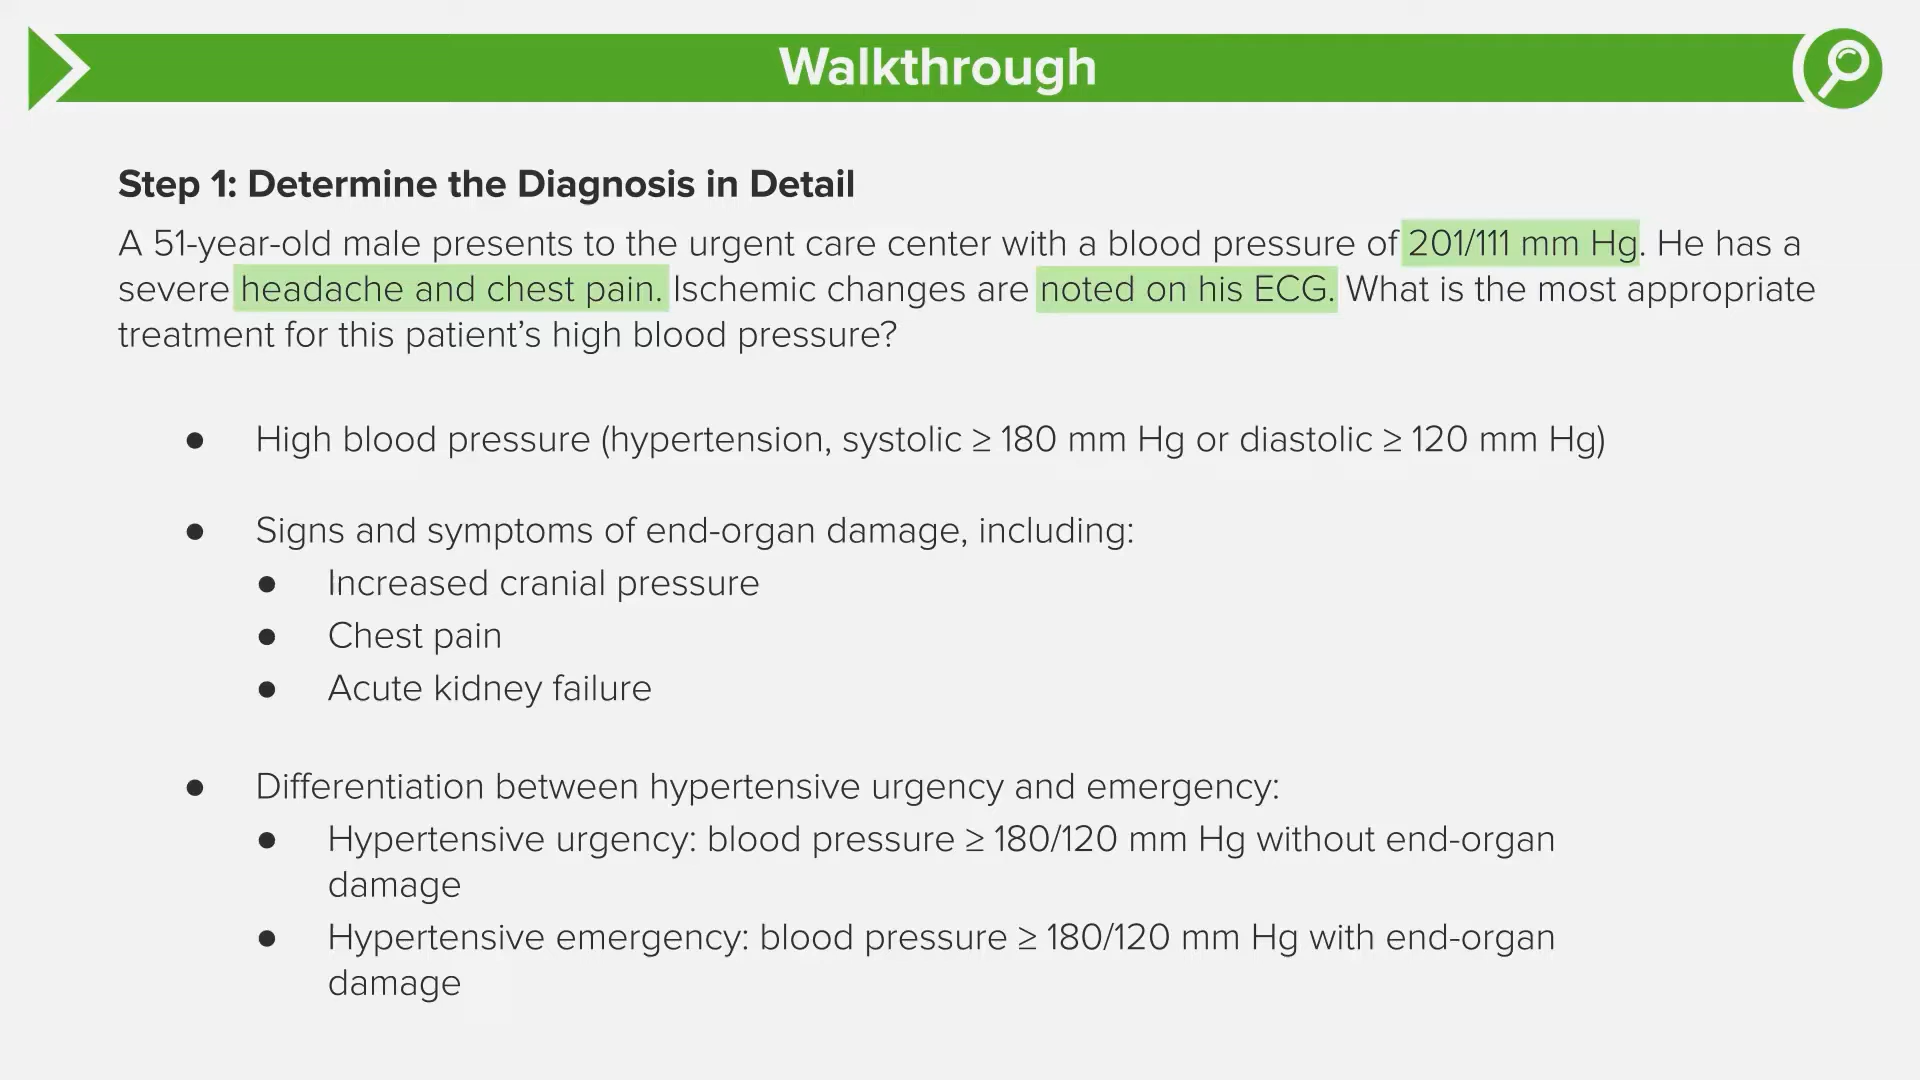 Walkthrough
Step 1: Determine the Diagnosis in Detail
A 51-year-old male presents to the urgent care center with a blood pressure of 201/111 mm Hg. He has a
severe headache and chest pain. Ischemic changes are noted on his ECG. What is the most appropriate
treatment for this patient’s high blood pressure?
● High blood pressure (hypertension, systolic ≥ 180 mm Hg or diastolic ≥ 120 mm Hg)
● Signs and symptoms of end-organ damage, including:
● Increased cranial pressure
● Chest pain
● Acute kidney failure
● Differentiation between hypertensive urgency and emergency:
● Hypertensive urgency: blood pressure ≥ 180/120 mm Hg without end-organ
damage
● Hypertensive emergency: blood pressure ≥ 180/120 mm Hg with end-organ
damage